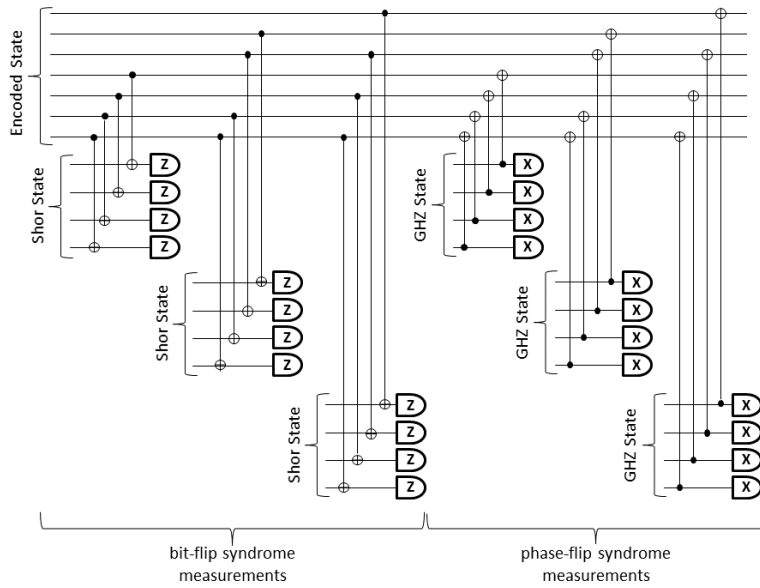 Encoded State
Shor State
Z
Z
Z
Z
Shor State
Z
Z
Z
Z
Shor State
Z
Z
Z
Z
GHZ State
X
X
X
X
GHZ State
X
X
X
X
GHZ State
X
X
X
X
bit-flip syndrome
measurements
phase-flip syndrome
measurements